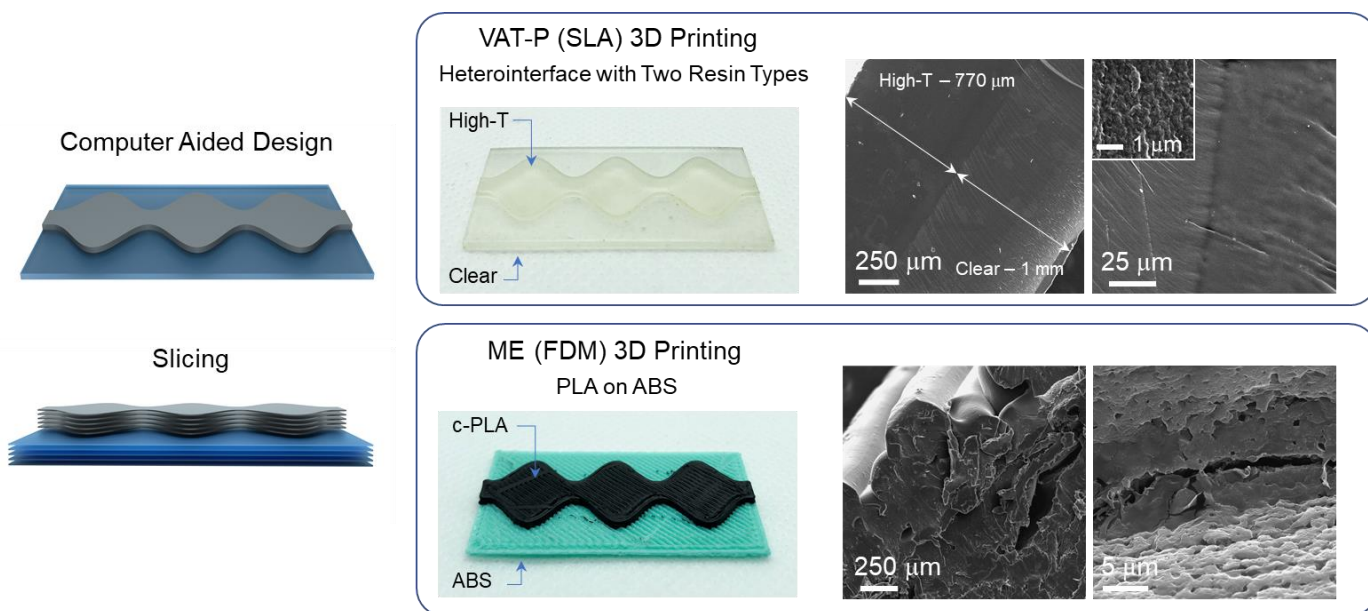 Computer Aided Design
Slicing
VAT-P (SLA) 3D Printing
Heterointerface with Two Resin Types
High-T
Clear
High-T – 770 μm
Clear – 1 mm
250 μm
1 μm
25 μm
ME (FDM) 3D Printing
PLA on ABS
c-PLA
ABS
250 μm
5 μm